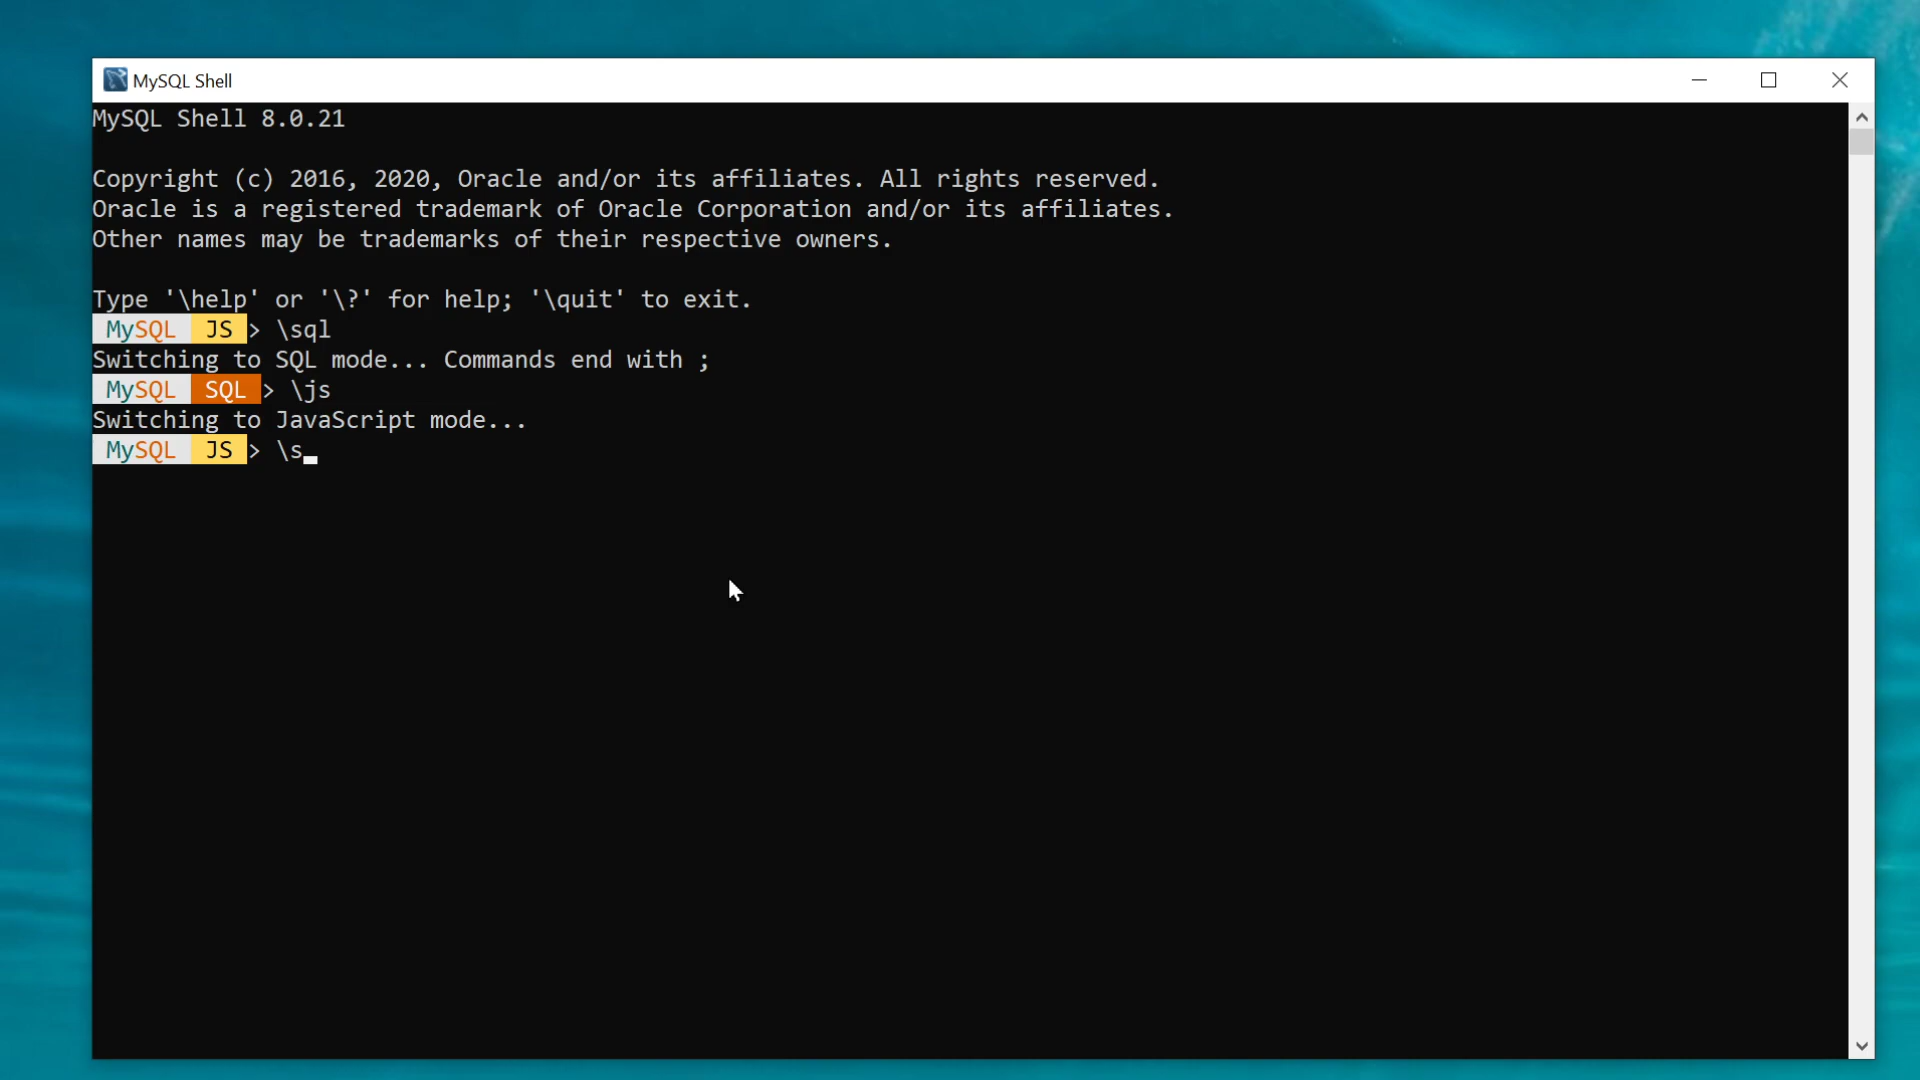 MySQL Shell
MySQL Shell 8.0.21
Copyright (c) 2016, 2020, Oracle and/or its affiliates. All rights reserved.
Oracle is a registered trademark of Oracle Corporation and/or its affiliates.
Other names may be trademarks of their respective owners.
Type '\help' or '\?' for help; '\quit' to exit.
MySQL JS> \sql
Switching to SQL mode... Commands end with ;
MySQL SQL> \js
Switching to JavaScript mode...
MySQL JS> \s